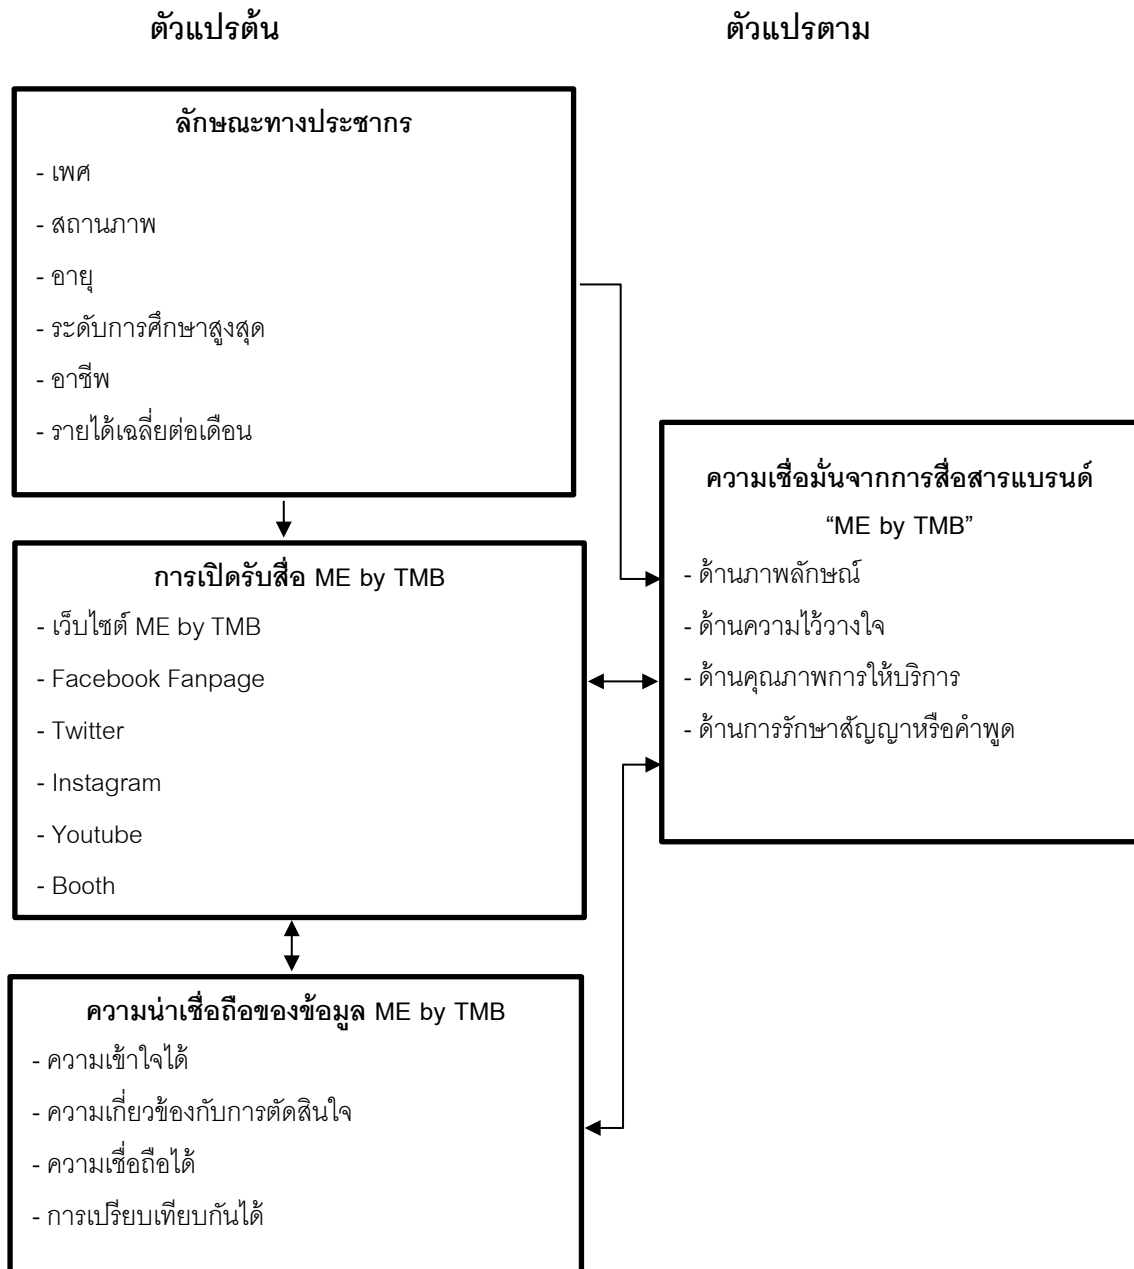 ตัวแปรต้น
ตัวแปรตาม
ลักษณะทางประชากร
- เพศ
- สถานภาพ
- อายุ
- ระดับการศึกษาสูงสุด
- อาชีพ
- รายได้เฉลี่ยต่อเดือน
การเปิดรับสื่อ ME by TMB
- เว็บไซต์ ME by TMB
- Facebook Fanpage
- Twitter
- Instagram
- Youtube
- Booth
ความน่าเชื่อถือของข้อมูล ME by TMB
- ความเข้าใจได้
- ความเกี่ยวข้องกับการตัดสินใจ
- ความเชื่อถือได้
- การเปรียบเทียบกันได้
ความเชื่อมั่นจากการสื่อสารแบรนด์
“ME by TMB”
- ด้านภาพลักษณ์
- ด้านความไว้วางใจ
- ด้านคุณภาพการให้บริการ
- ด้านการรักษาสัญญาหรือคำพูด